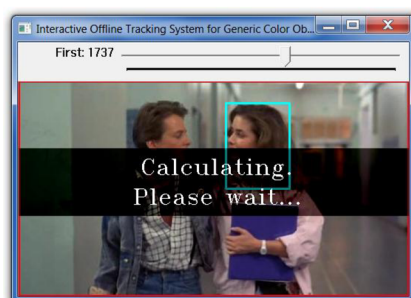 Interactive Offline Tracking System for Generic Color Ob...
First: 1737
Calculating.
Please wait...